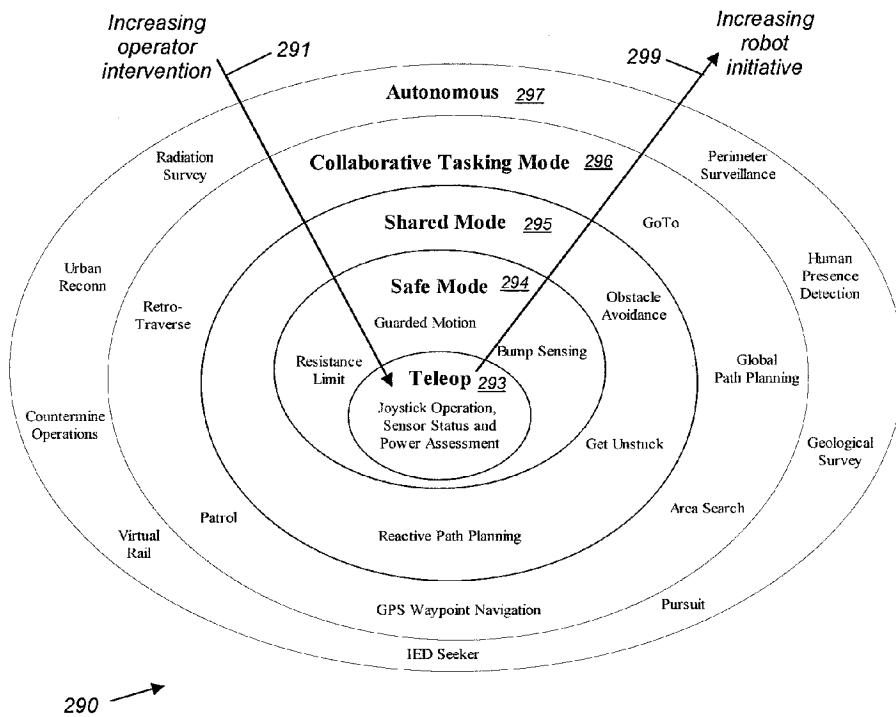 Increasing
operator
intervention
291
299
Increasing
robot
initiative
Autonomous 297
Radiation
Survey
Collaborative Tasking Mode 296
Perimeter
Surveillance
Shared Mode 295
GoTo
Urban
Reconn
Safe Mode 294
Human
Presence
Detection
Retro-
Traverse
Guarded Motion
Obstacle
Avoidance
Resistance
Limit
Bump Sensing
Teleop 293
Global
Path Planning
Joystick Operation,
Sensor Status and
Power Assessment
Countermine
Operations
Get Unstuck
Geological
Survey
Patrol
Area Search
Virtual
Rail
Reactive Path Planning
GPS Waypoint Navigation
Pursuit
IED Seeker
290